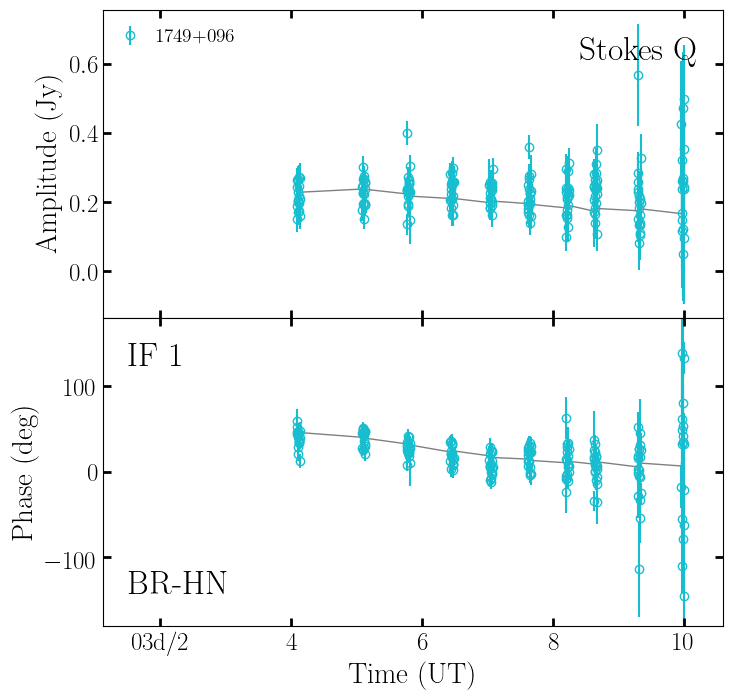 1749+096
Stokes Q
0.6
0.4
0.2
0.0
Amplitude (Jy)
IF 1
100
0
−100
Phase (deg)
BR-HN
03d/2 4 6 8 10
Time (UT)